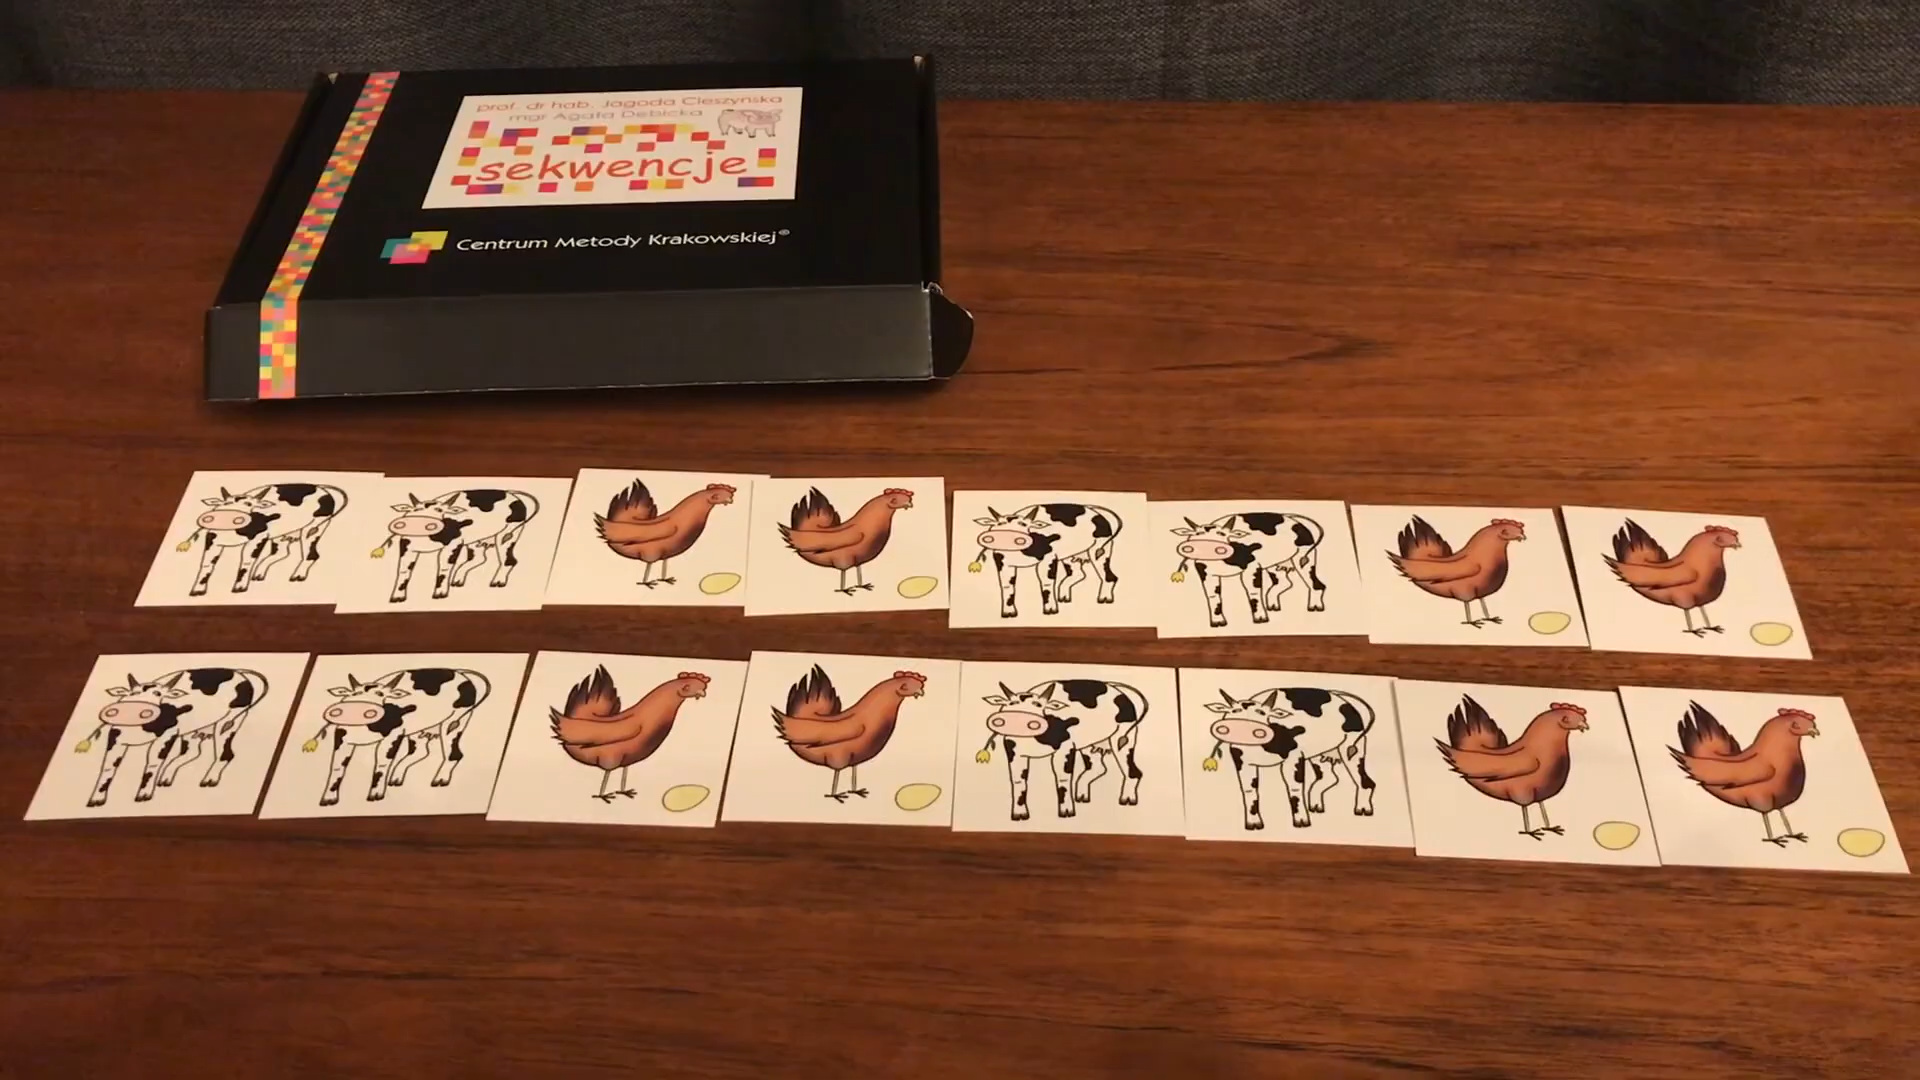 prof. dr hab. Jagoda Cieszyńska
mgr Agata Dębicka
sekwencje
Centrum Metody Krakowskiej®